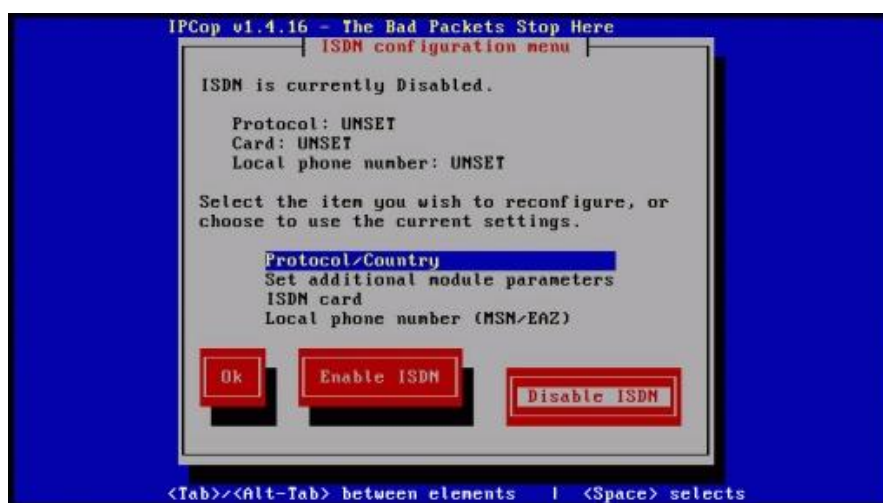 IPCop v1.4.16 - The Bad Packets Stop Here
ISDN configuration menu
ISDN is currently Disabled.
Protocol: UNSET
Card: UNSET
Local phone number: UNSET
Select the item you wish to reconfigure, or
choose to use the current settings.
Protocol/Country
Set additional module parameters
ISDN card
Local phone number (MSN/EAZ)
Ok Enable ISDN Disable ISDN
<Tab>/<Alt-Tab> between elements | <Space> selects